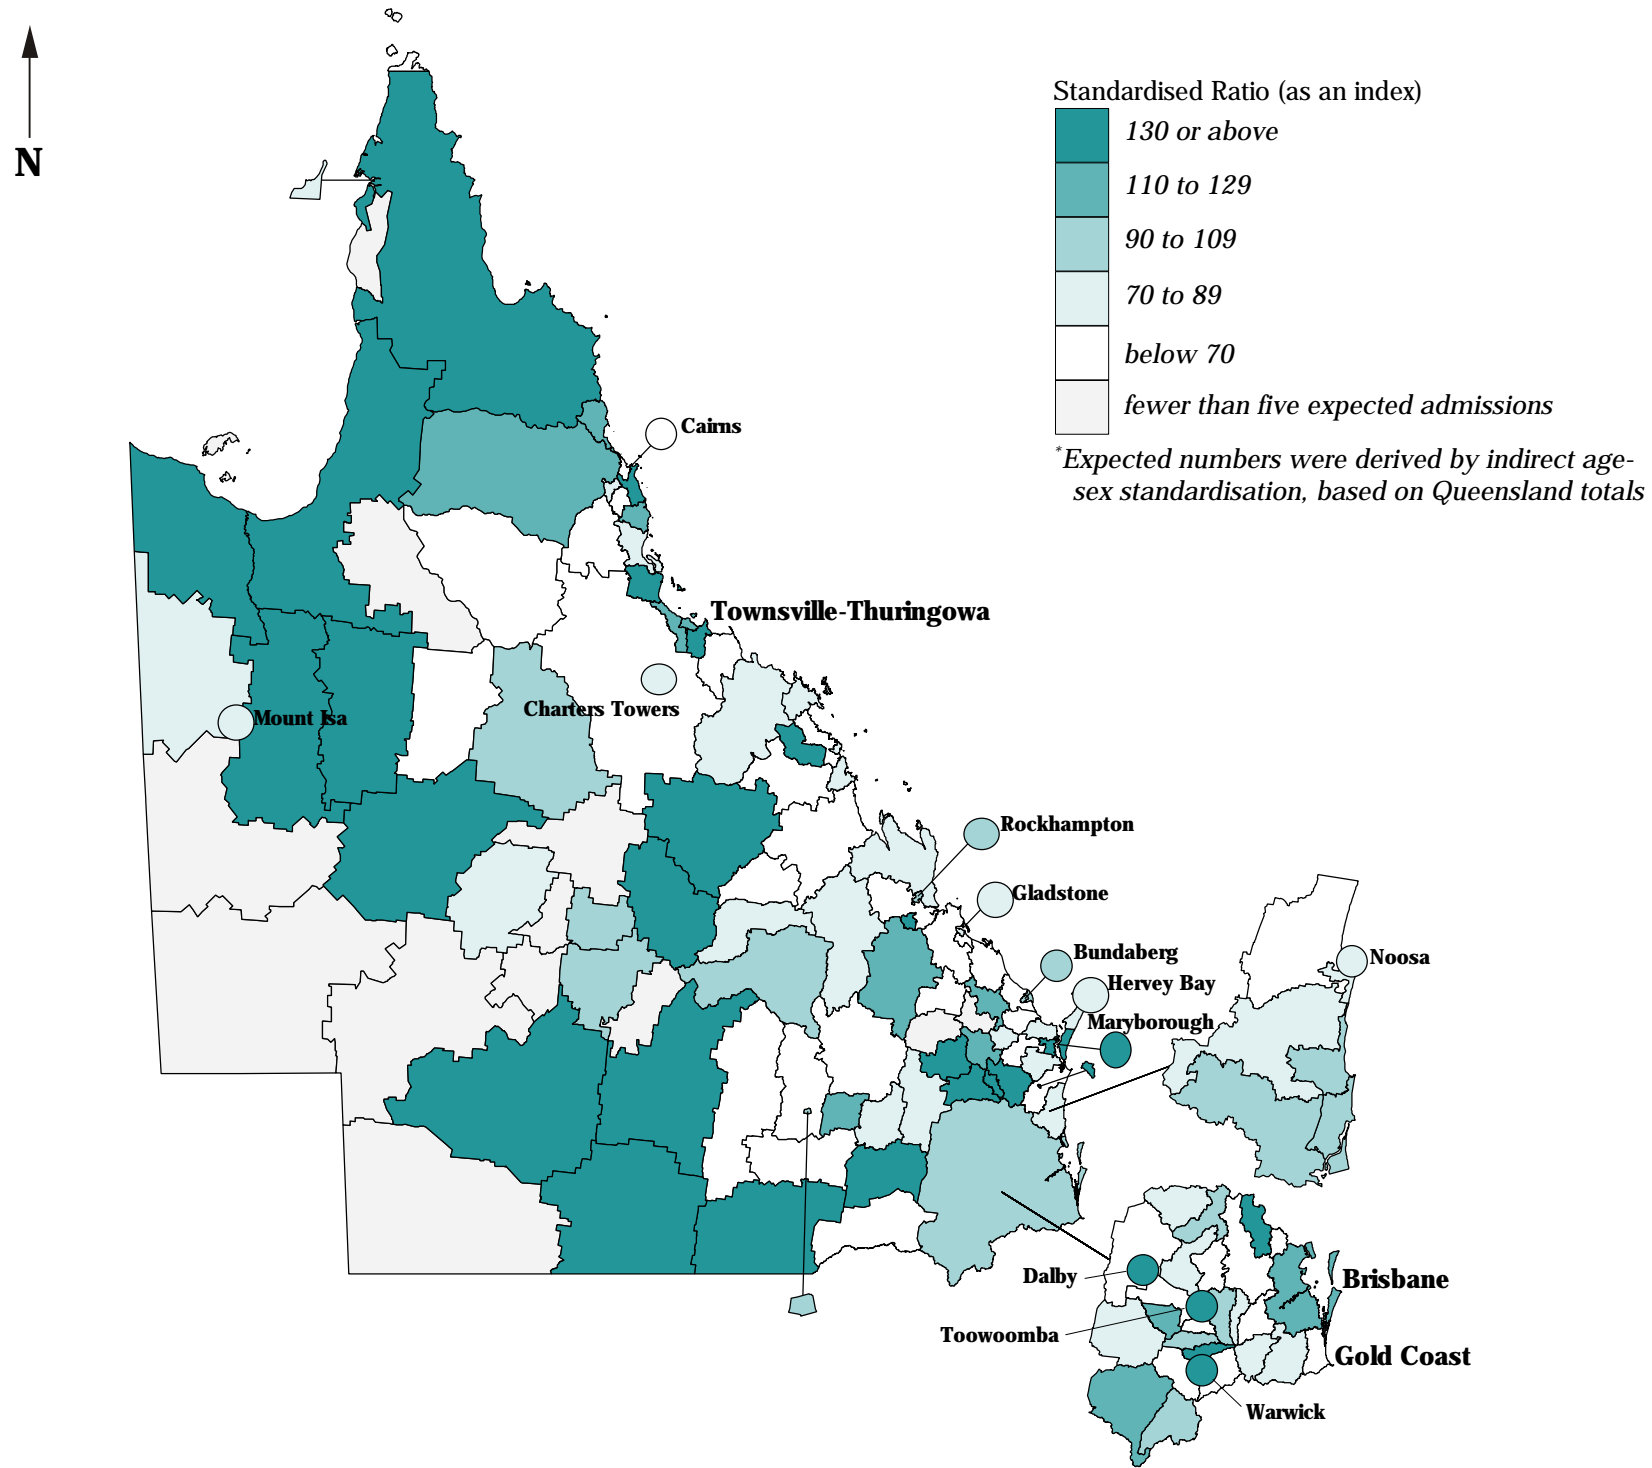 N
Standardised Ratio (as an index)
130 or above
110 to 129
90 to 109
70 to 89
below 70
fewer than five expected admissions
*Expected numbers were derived by indirect age-
sex standardisation, based on Queensland totals
Cairns
Townsville-Thuringowa
Charters Towers
Mount Isa
Rockhampton
Gladstone
Bundaberg
Hervey Bay
Maryborough
Noosa
Dalby
Brisbane
Toowoomba
Gold Coast
Warwick